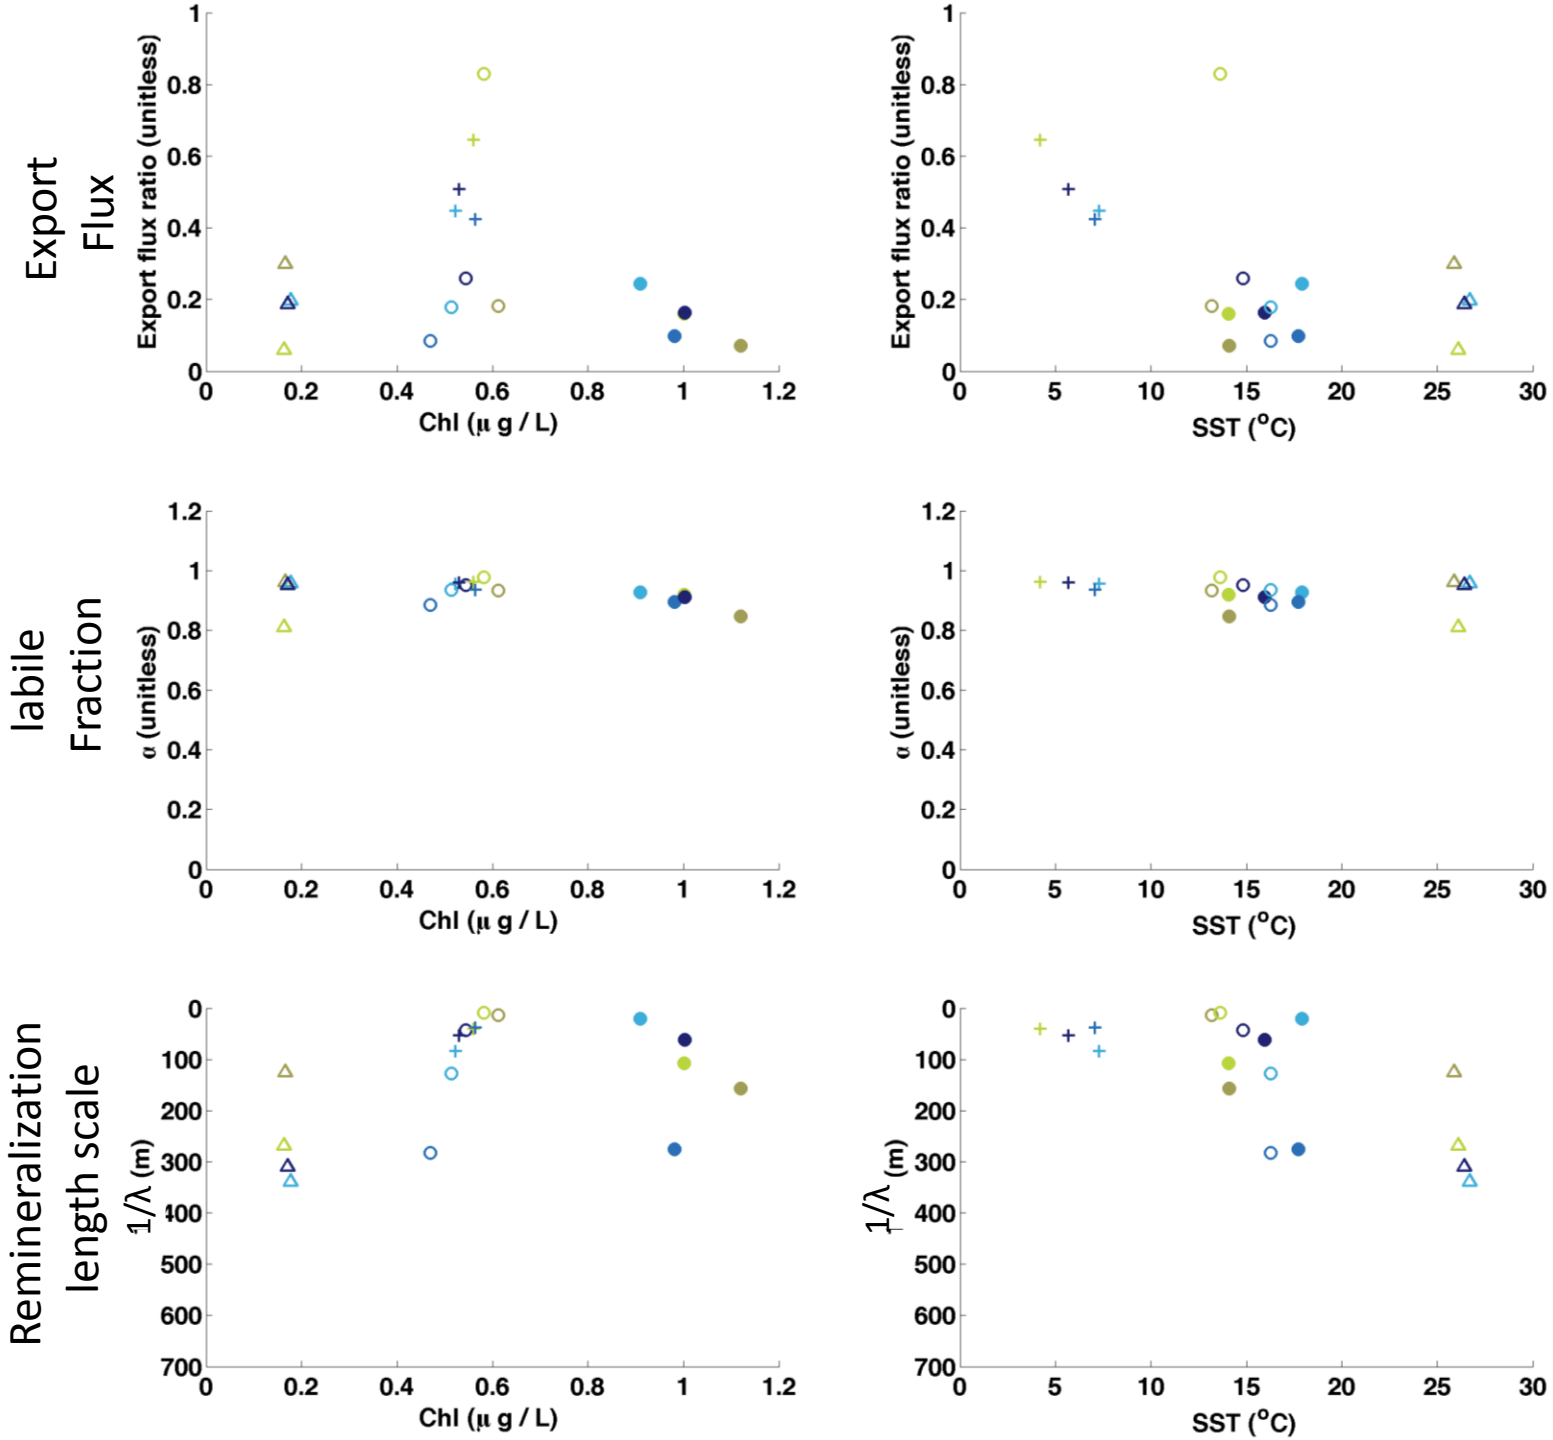 Export
Flux
Export flux ratio (unitless)
1
0.8
0.6
0.4
0.2
0
0 0.2 0.4 0.6 0.8 1 1.2
Chl (μ g / L)
Export flux ratio (unitless)
1
0.8
0.6
0.4
0.2
0
0 5 10 15 20 25 30
SST (°C)
labile
Fraction
α (unitless)
1.2
1
0.8
0.6
0.4
0.2
0
0 0.2 0.4 0.6 0.8 1 1.2
Chl (μ g / L)
α (unitless)
1.2
1
0.8
0.6
0.4
0.2
0
0 5 10 15 20 25 30
SST (°C)
Remineralization
length scale
1/λ (m)
0
100
200
300
400
500
600
700
0 0.2 0.4 0.6 0.8 1 1.2
Chl (μ g / L)
1/λ (m)
0
100
200
300
400
500
600
700
0 5 10 15 20 25 30
SST (°C)